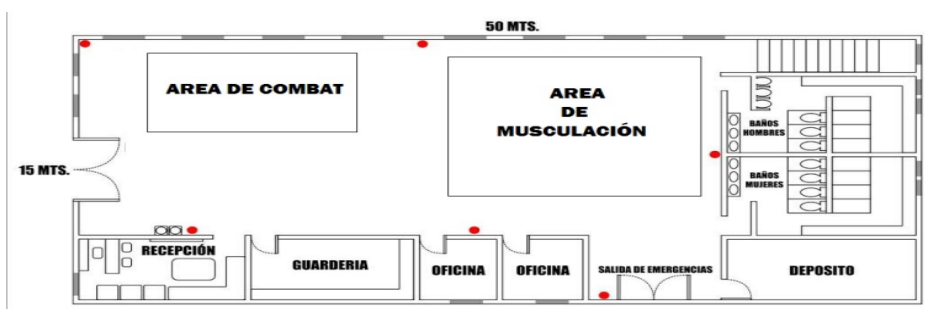 50 MTS.
AREA DE COMBAT
AREA
DE
MUSCULACIÓN
BAÑOS
HOMBRES
15 MTS.
BAÑOS
MUJERES
RECEPCIÓN
GUARDERIA
OFICINA
OFICINA
SALIDA DE EMERGENCIAS
DEPOSITO